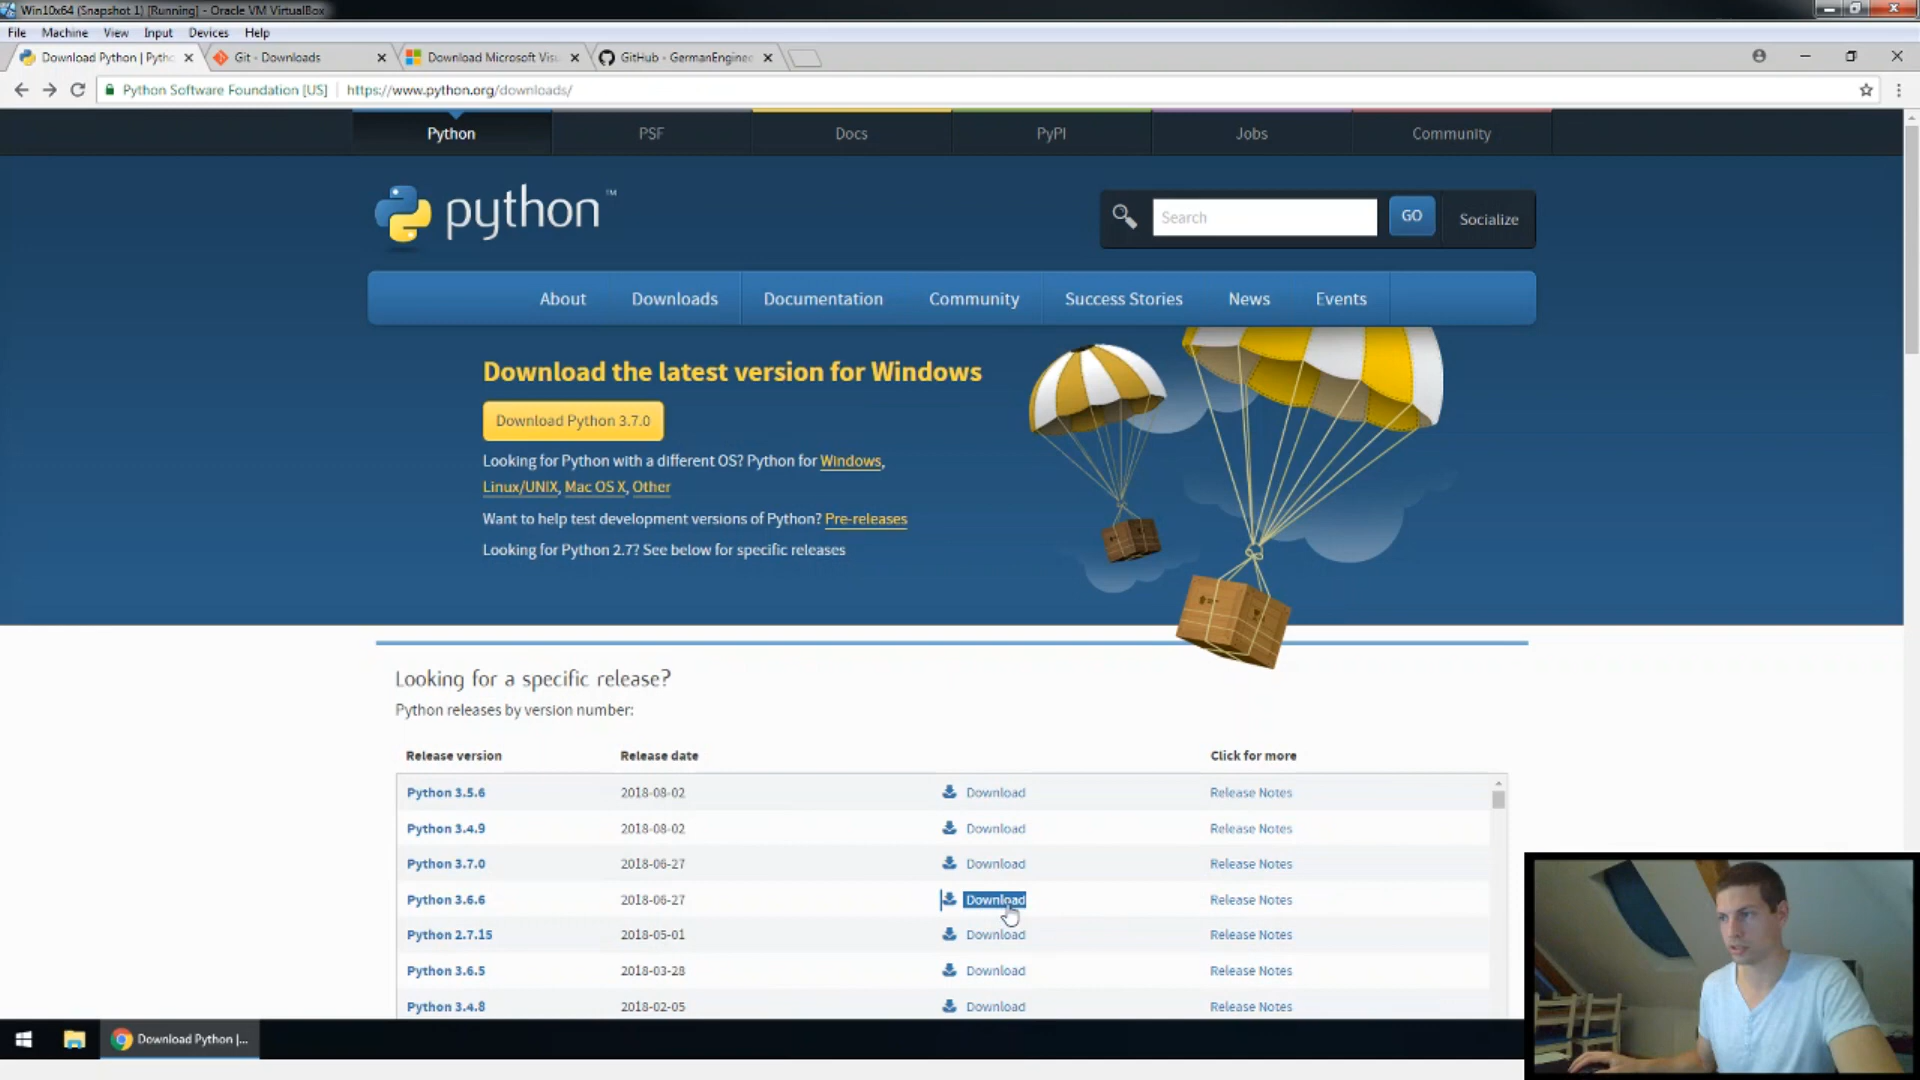 Win10x64 (Snapshot 1) [Running] - Oracle VM VirtualBox
File Machine View Input Devices Help
Download Python | Pytho
Git - Downloads
Download Microsoft Visu
GitHub - GermanEnginee
Python Software Foundation [US] https://www.python.org/downloads/
Python PSF Docs PyPI Jobs Community
python™
Search GO Socialize
About Downloads Documentation Community Success Stories News Events
Download the latest version for Windows
Download Python 3.7.0
Looking for Python with a different OS? Python for Windows,
Linux/UNIX, Mac OS X, Other
Want to help test development versions of Python? Pre-releases
Looking for Python 2.7? See below for specific releases
Looking for a specific release?
Python releases by version number:
Release version Release date Click for more
Python 3.5.6 2018-08-02 Download Release Notes
Python 3.4.9 2018-08-02 Download Release Notes
Python 3.7.0 2018-06-27 Download Release Notes
Python 3.6.6 2018-06-27 Download Release Notes
Python 2.7.15 2018-05-01 Download Release Notes
Python 3.6.5 2018-03-28 Download Release Notes
Python 3.4.8 2018-02-05 Download Release Notes
Download Python |...